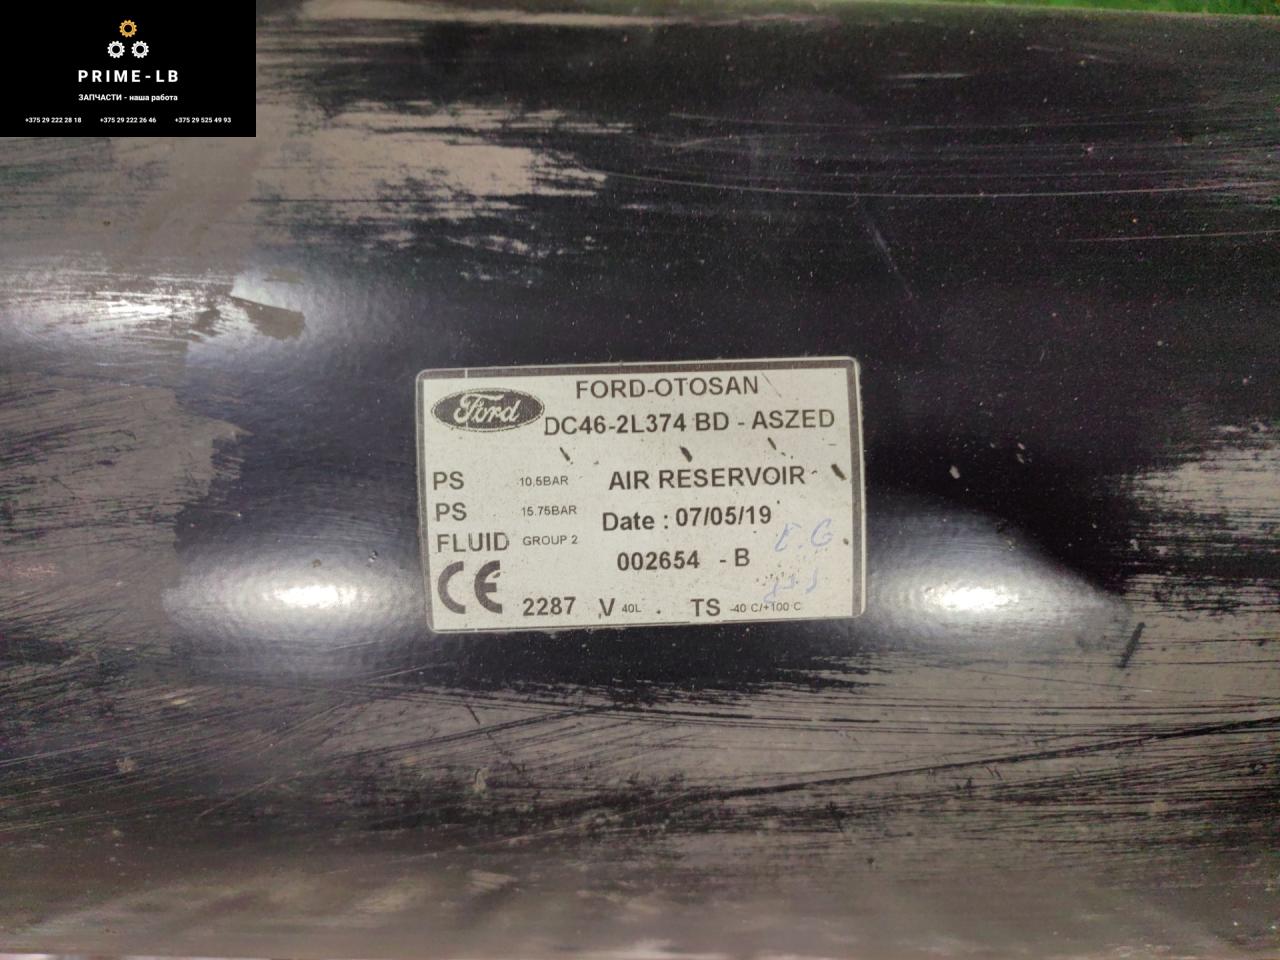 PRIME-LB
ЗАПЧАСТИ - наша работа
+375 29 222 28 18 +375 29 222 26 46 +375 29 525 49 93
Ford FORD-OTOSAN
DC46-2L374 BD - ASZED
PS 10.5BAR AIR RESERVOIR
PS 15.75BAR Date : 07/05/19
FLUID GROUP 2
002654 - B
CE 2287 V 40L . TS -40 C/+100 C